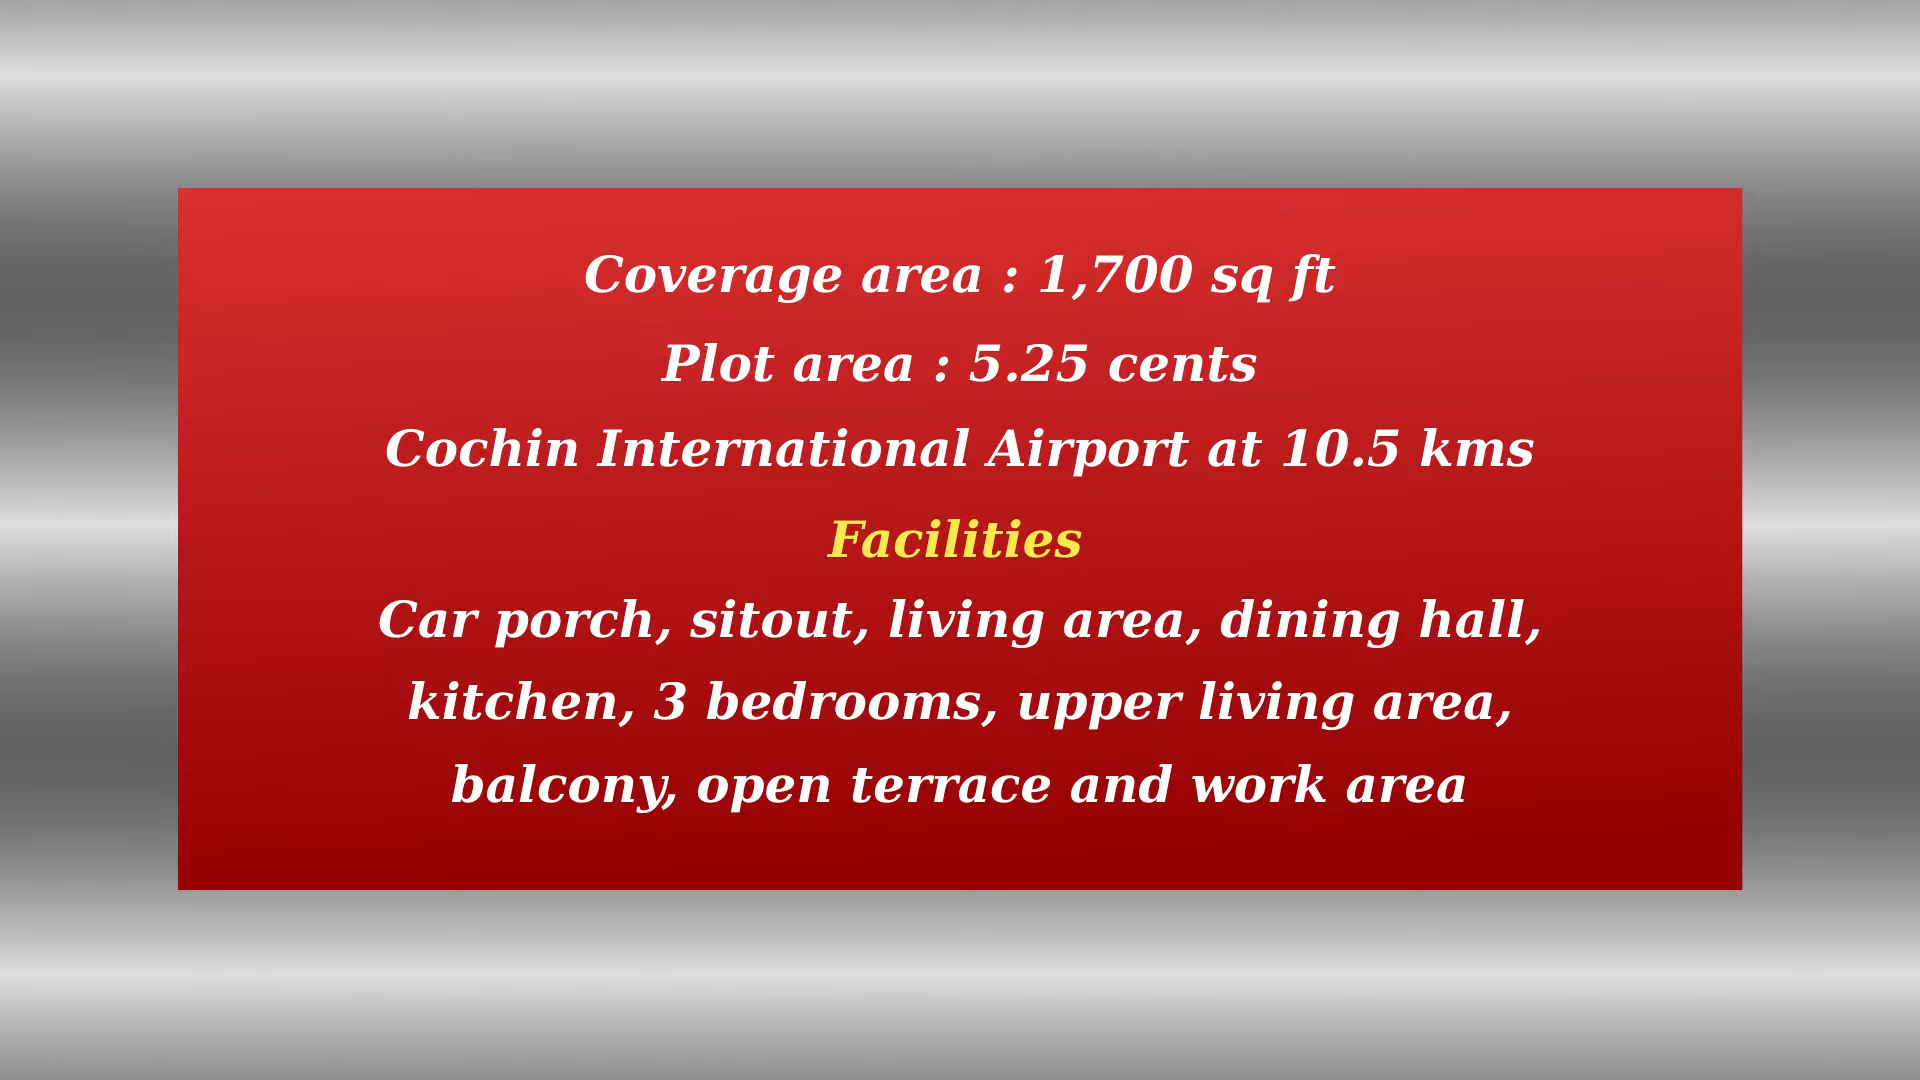 Coverage area : 1,700 sq ft
Plot area : 5.25 cents
Cochin International Airport at 10.5 kms
Facilities
Car porch, sitout, living area, dining hall,
kitchen, 3 bedrooms, upper living area,
balcony, open terrace and work area